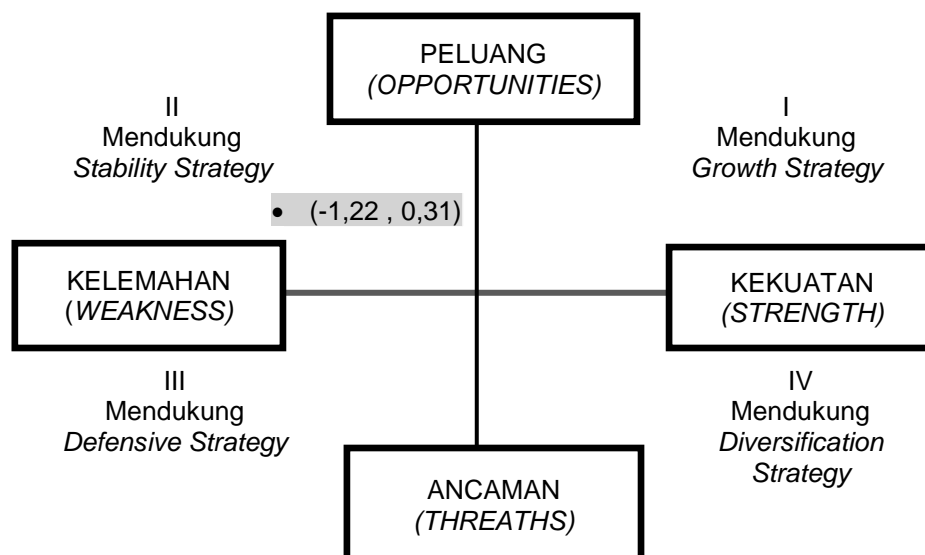 PELUANG
(OPPORTUNITIES)
II
Mendukung
Stability Strategy
I
Mendukung
Growth Strategy
• (-1,22 , 0,31)
KELEMAHAN
(WEAKNESS)
KEKUATAN
(STRENGTH)
III
Mendukung
Defensive Strategy
IV
Mendukung
Diversification
Strategy
ANCAMAN
(THREATHS)